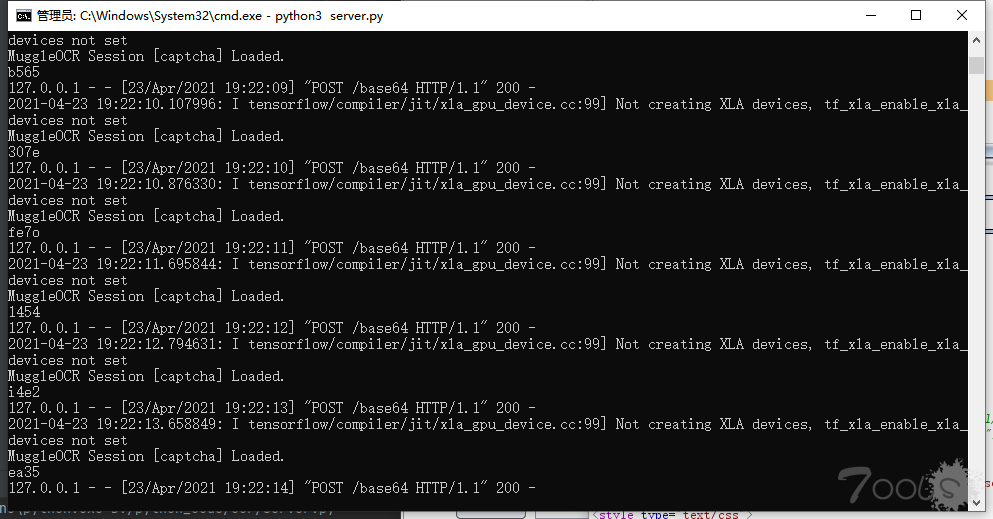 管理员: C:\Windows\System32\cmd.exe - python3  server.py
devices not set
MuggleOCR Session [captcha] Loaded.
b565
127.0.0.1 - - [23/Apr/2021 19:22:09] "POST /base64 HTTP/1.1" 200 -
2021-04-23 19:22:10.107996: I tensorflow/compiler/jit/xla_gpu_device.cc:99] Not creating XLA devices, tf_xla_enable_xla_
devices not set
MuggleOCR Session [captcha] Loaded.
307e
127.0.0.1 - - [23/Apr/2021 19:22:10] "POST /base64 HTTP/1.1" 200 -
2021-04-23 19:22:10.876330: I tensorflow/compiler/jit/xla_gpu_device.cc:99] Not creating XLA devices, tf_xla_enable_xla_
devices not set
MuggleOCR Session [captcha] Loaded.
fe7o
127.0.0.1 - - [23/Apr/2021 19:22:11] "POST /base64 HTTP/1.1" 200 -
2021-04-23 19:22:11.695844: I tensorflow/compiler/jit/xla_gpu_device.cc:99] Not creating XLA devices, tf_xla_enable_xla_
devices not set
MuggleOCR Session [captcha] Loaded.
1454
127.0.0.1 - - [23/Apr/2021 19:22:12] "POST /base64 HTTP/1.1" 200 -
2021-04-23 19:22:12.794631: I tensorflow/compiler/jit/xla_gpu_device.cc:99] Not creating XLA devices, tf_xla_enable_xla_
devices not set
MuggleOCR Session [captcha] Loaded.
i4e2
127.0.0.1 - - [23/Apr/2021 19:22:13] "POST /base64 HTTP/1.1" 200 -
2021-04-23 19:22:13.658849: I tensorflow/compiler/jit/xla_gpu_device.cc:99] Not creating XLA devices, tf_xla_enable_xla_
devices not set
MuggleOCR Session [captcha] Loaded.
ea35
127.0.0.1 - - [23/Apr/2021 19:22:14] "POST /base64 HTTP/1.1" 200 -
7ools
<style type="text/css">